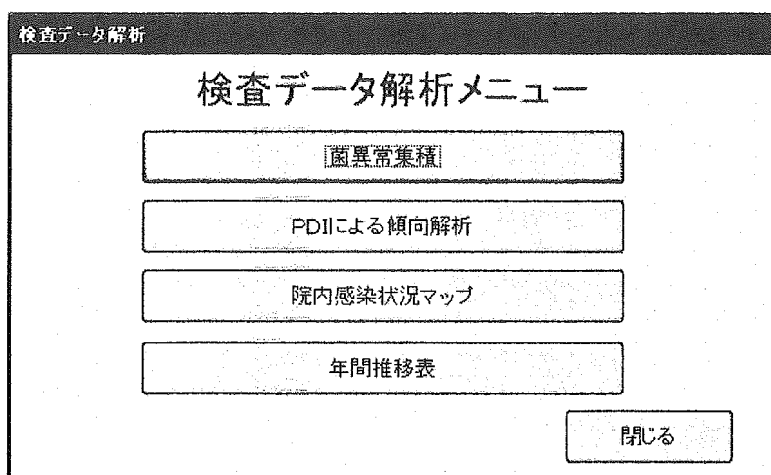 検査データ解析
検査データ解析メニュー
菌異常集積
PDIによる傾向解析
院内感染状況マップ
年間推移表
閉じる